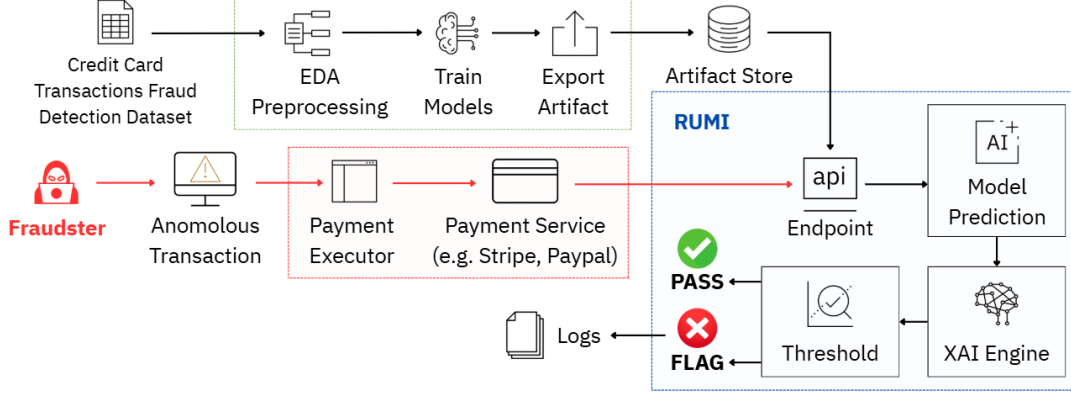 Credit Card
Transactions Fraud
Detection Dataset
EDA
Preprocessing
Train
Models
Export
Artifact
Artifact Store
RUMI
AI
Model
Prediction
api
Endpoint
Fraudster
Anomolous
Transaction
Payment
Executor
Payment Service
(e.g. Stripe, Paypal)
PASS
FLAG
Logs
Threshold
XAI Engine